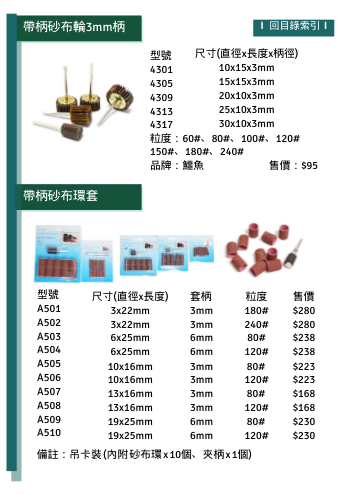 帶柄砂布輪3mm柄
回目錄索引
型號 尺寸(直徑x長度x柄徑)
4301 10x15x3mm
4305 15x15x3mm
4309 20x10x3mm
4313 25x10x3mm
4317 30x10x3mm
粒度：60#、80#、100#、120#
150#、180#、240#
品牌：鱷魚 售價：$95
帶柄砂布環套
型號 尺寸(直徑x長度) 套柄 粒度 售價
A501 3x22mm 3mm 180# $280
A502 3x22mm 3mm 240# $280
A503 6x25mm 6mm 80# $238
A504 6x25mm 6mm 120# $238
A505 10x16mm 3mm 80# $223
A506 10x16mm 3mm 120# $223
A507 13x16mm 3mm 80# $168
A508 13x16mm 3mm 120# $168
A509 19x25mm 6mm 80# $230
A510 19x25mm 6mm 120# $230
備註：吊卡裝(內附砂布環x10個、夾柄x1個)